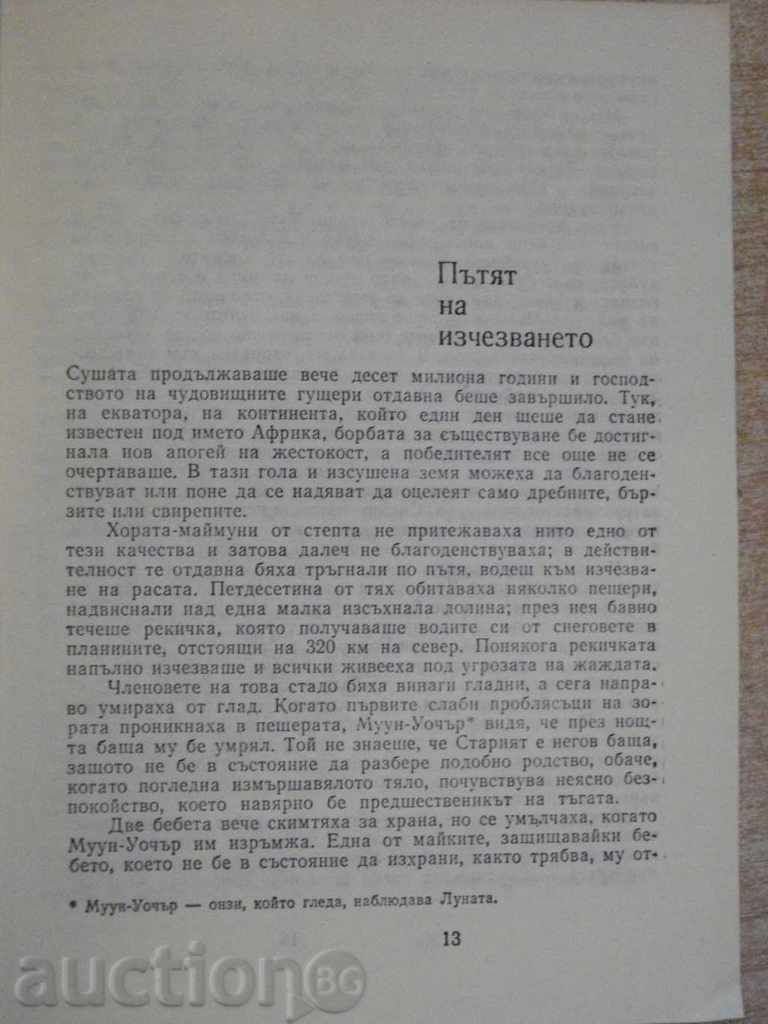 Пътят
на
изчезването
Сушата продължаваше вече десет милиона години и господ-
ството на чудовищните гущери отдавна беше завършило. Тук,
на екватора, на континента, който един ден щеше да стане
известен под името Африка, борбата за съществуване бе достиг-
нала нов апогей на жестокост, а победителят все още не се
очертаваше. В тази гола и изсушена земя можеха да благоден-
ствуват или поне да се надяват да оцелеят само дребните, бър-
зите или свирепите.
Хората-маймуни от степта не притежаваха нито едно от
тези качества и затова далеч не благоденствуваха; в действи-
телност те отдавна бяха тръгнали по пътя, водещ към изчезва-
не на расата. Петдесетина от тях обитаваха няколко пещери,
надвиснали над една малка изсъхнала долина; през нея бавно
течеше рекичка, която получаваше водите си от снеговете в
планините, отстоящи на 320 км на север. Понякога рекичката
напълно изчезваше и всички живееха под угрозата на жаждата.
Членовете на това стадо бяха винаги гладни, а сега напра-
во умираха от глад. Когато първите слаби проблясъци на зо-
рата проникнаха в пещерата, Муун-Уочър* видя, че през нощ-
та баща му бе умрял. Той не знаеше, че Старият е негов баща,
защото не бе в състояние да разбере подобно родство, обаче,
когато погледна измършавялото тяло, почувствува неясно без-
покойство, което навярно бе предшественикът на тъгата.
Две бебета вече скимтяха за храна, но се умълчаха, когато
Муун-Уочър им изръмжа. Една от майките, защищавайки бе-
бето, което не бе в състояние да изхрани, както трябва, му от-
* Муун-Уочър — онзи, който гледа, наблюдава Луната.
13
auction BG